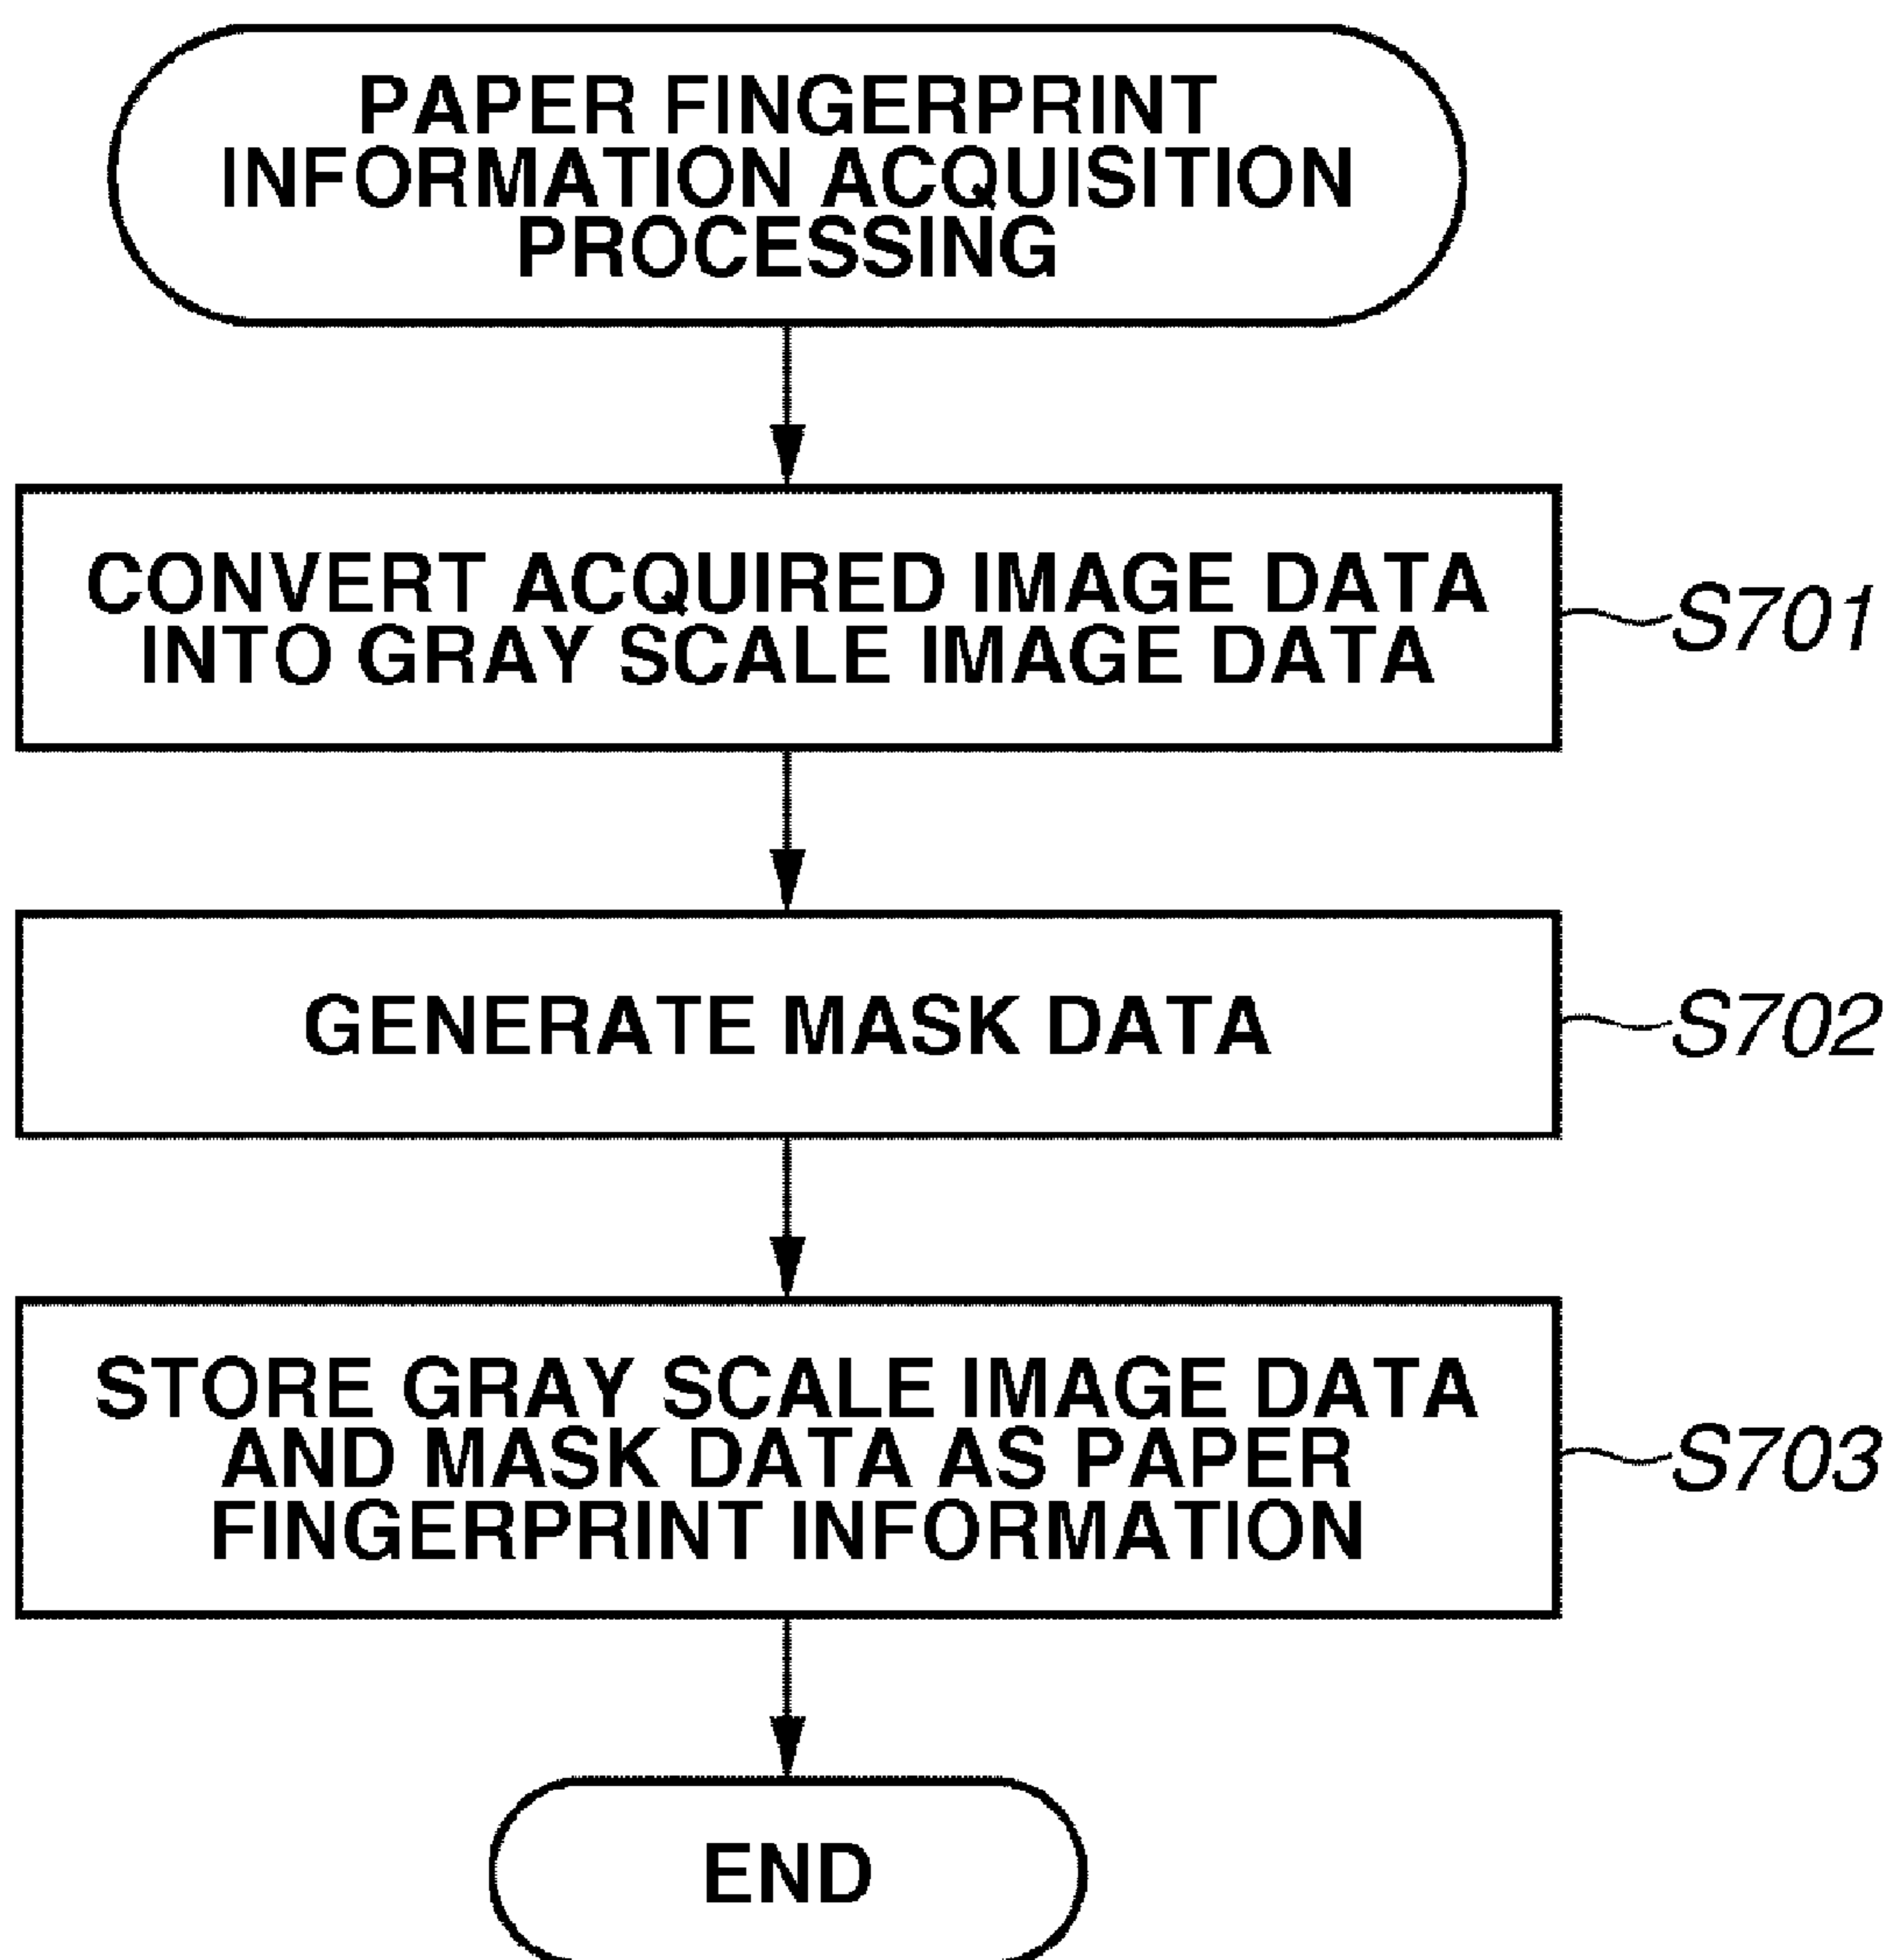 PAPER FINGERPRINT
INFORMATION ACQUISITION
PROCESSING
CONVERT ACQUIRED IMAGE DATA
INTO GRAY SCALE IMAGE DATA
S701
GENERATE MASK DATA
S702
STORE GRAY SCALE IMAGE DATA
AND MASK DATA AS PAPER
FINGERPRINT INFORMATION
S703
END